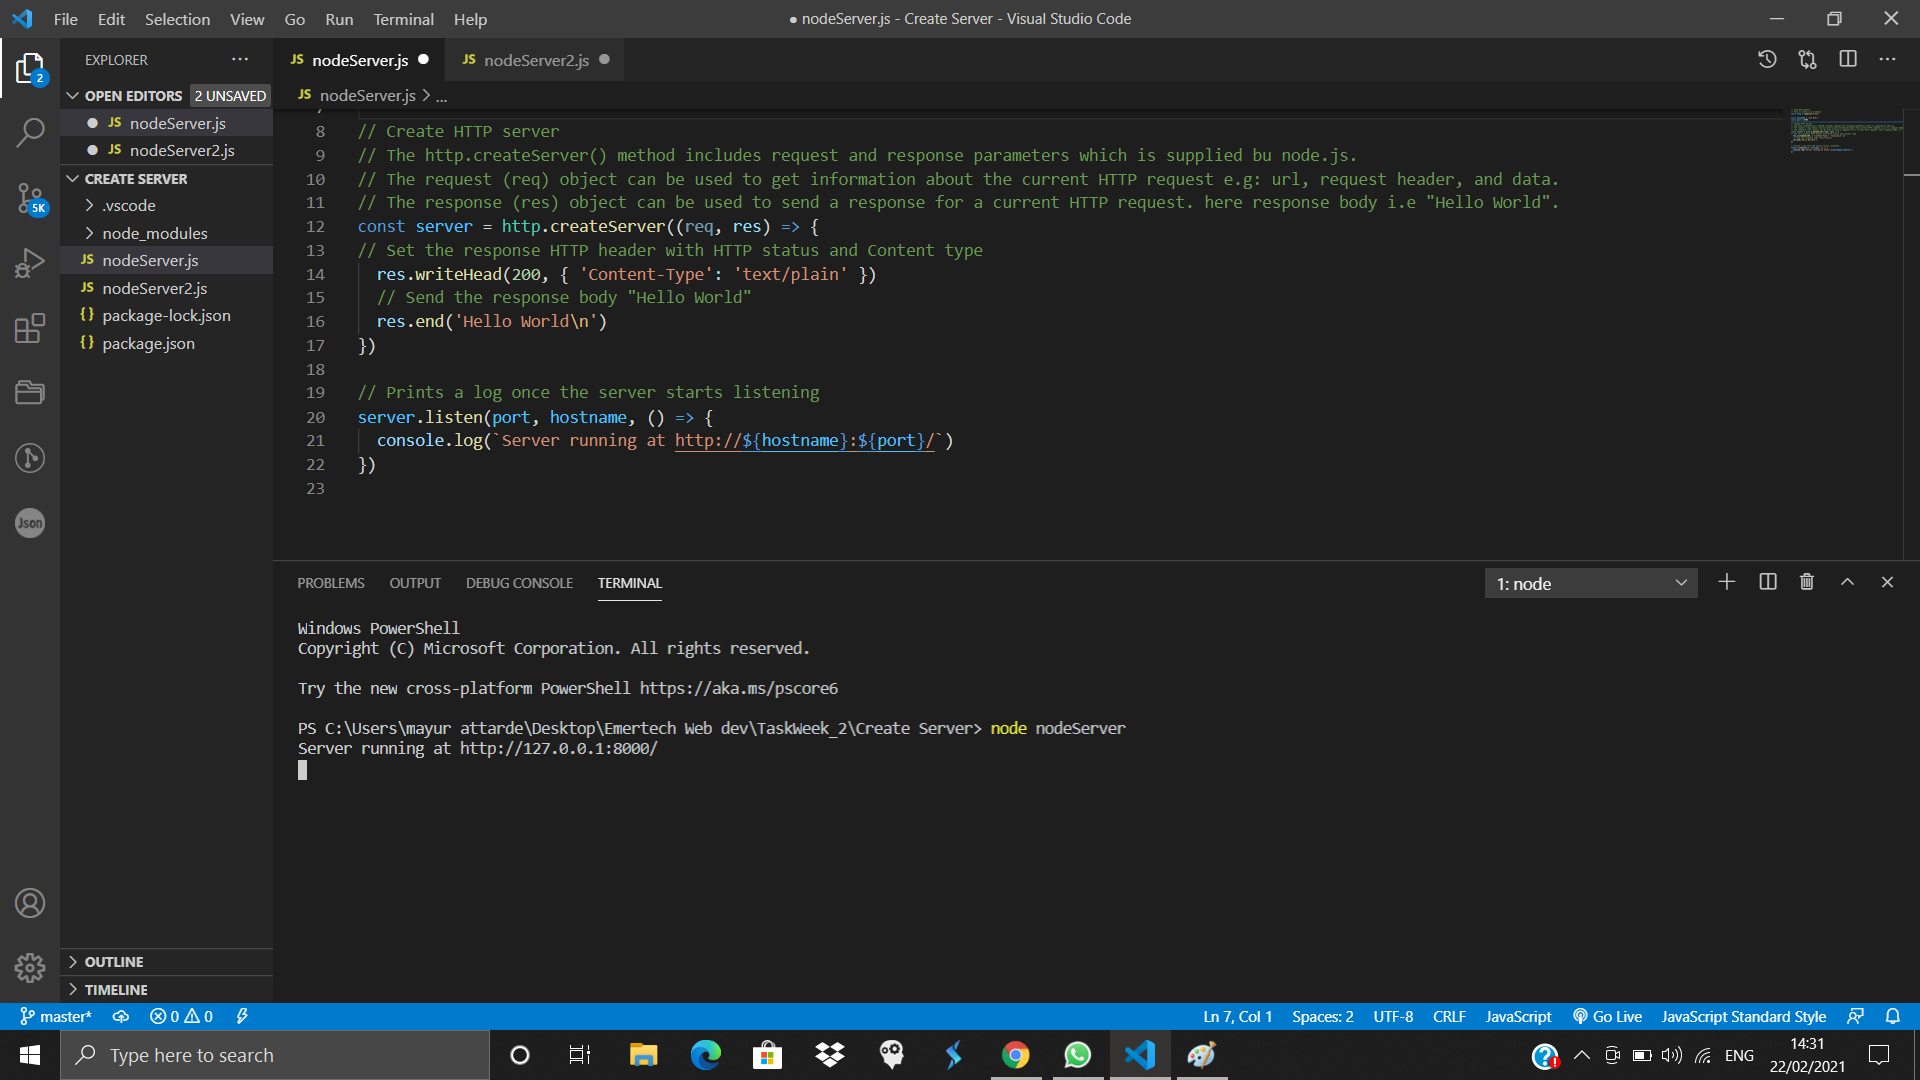 File Edit Selection View Go Run Terminal Help
● nodeServer.js - Create Server - Visual Studio Code
EXPLORER
OPEN EDITORS 2 UNSAVED
JS nodeServer.js
JS nodeServer2.js
CREATE SERVER
.vscode
node_modules
JS nodeServer.js
JS nodeServer2.js
{} package-lock.json
{} package.json
OUTLINE
TIMELINE
2
5K
Json
JS nodeServer.js
JS nodeServer2.js
JS nodeServer.js > ...
8 // Create HTTP server
9 // The http.createServer() method includes request and response parameters which is supplied bu node.js.
10 // The request (req) object can be used to get information about the current HTTP request e.g: url, request header, and data.
11 // The response (res) object can be used to send a response for a current HTTP request. here response body i.e "Hello World".
12 const server = http.createServer((req, res) => {
13 // Set the response HTTP header with HTTP status and Content type
14 res.writeHead(200, { 'Content-Type': 'text/plain' })
15 // Send the response body "Hello World"
16 res.end('Hello World\n')
17 })
18
19 // Prints a log once the server starts listening
20 server.listen(port, hostname, () => {
21 console.log(`Server running at http://${hostname}:${port}/`)
22 })
23
PROBLEMS OUTPUT DEBUG CONSOLE TERMINAL
1: node
Windows PowerShell
Copyright (C) Microsoft Corporation. All rights reserved.
Try the new cross-platform PowerShell https://aka.ms/pscore6
PS C:\Users\mayur attarde\Desktop\Emertech Web dev\TaskWeek_2\Create Server> node nodeServer
Server running at http://127.0.0.1:8000/
master* 0 0
Ln 7, Col 1 Spaces: 2 UTF-8 CRLF JavaScript Go Live JavaScript Standard Style
Type here to search
ENG
14:31
22/02/2021